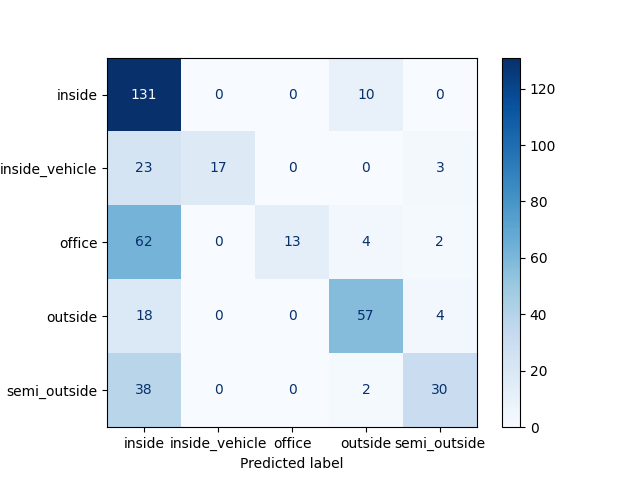 inside 131 0 0 10 0
inside_vehicle 23 17 0 0 3
office 62 0 13 4 2
outside 18 0 0 57 4
semi_outside 38 0 0 2 30
inside inside_vehicle office outside semi_outside
Predicted label
120
100
80
60
40
20
0